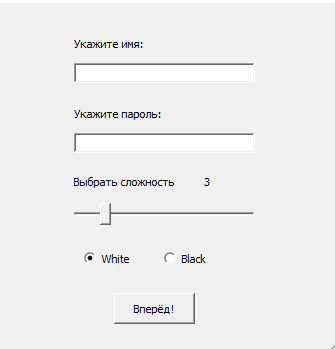 Укажите имя:
Укажите пароль:
Выбрать сложность 3
White Black
Вперёд!